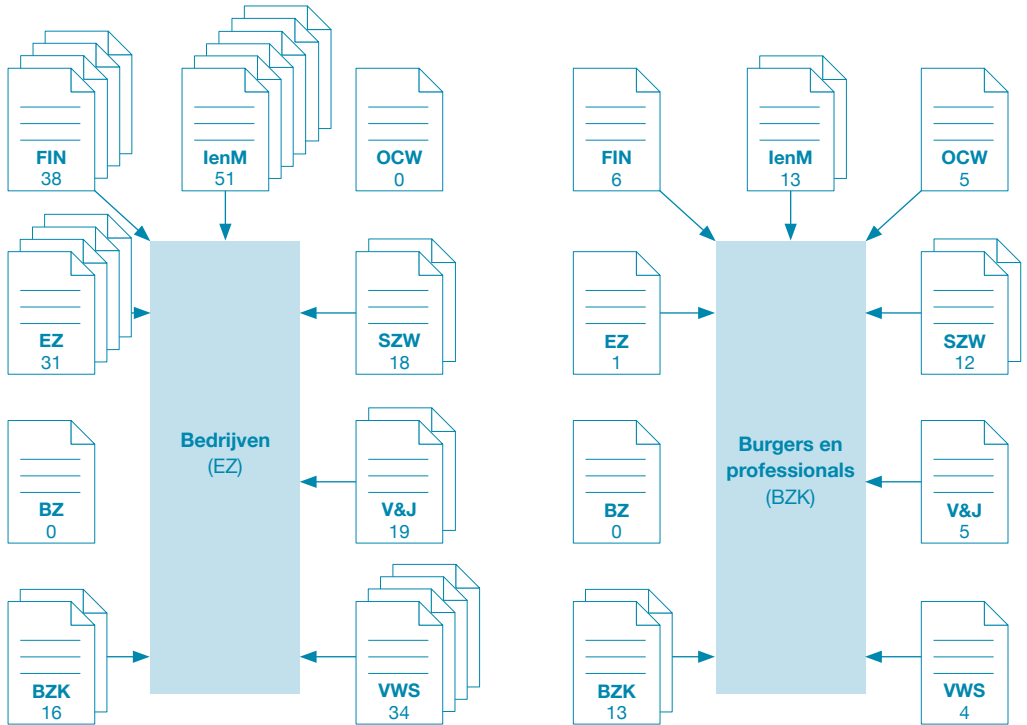 FIN
38
IenM
51
OCW
0
EZ
31
SZW
18
Bedrijven
(EZ)
BZ
0
V&J
19
BZK
16
VWS
34
FIN
6
IenM
13
OCW
5
EZ
1
SZW
12
Burgers en
professionals
(BZK)
BZ
0
V&J
5
BZK
13
VWS
4